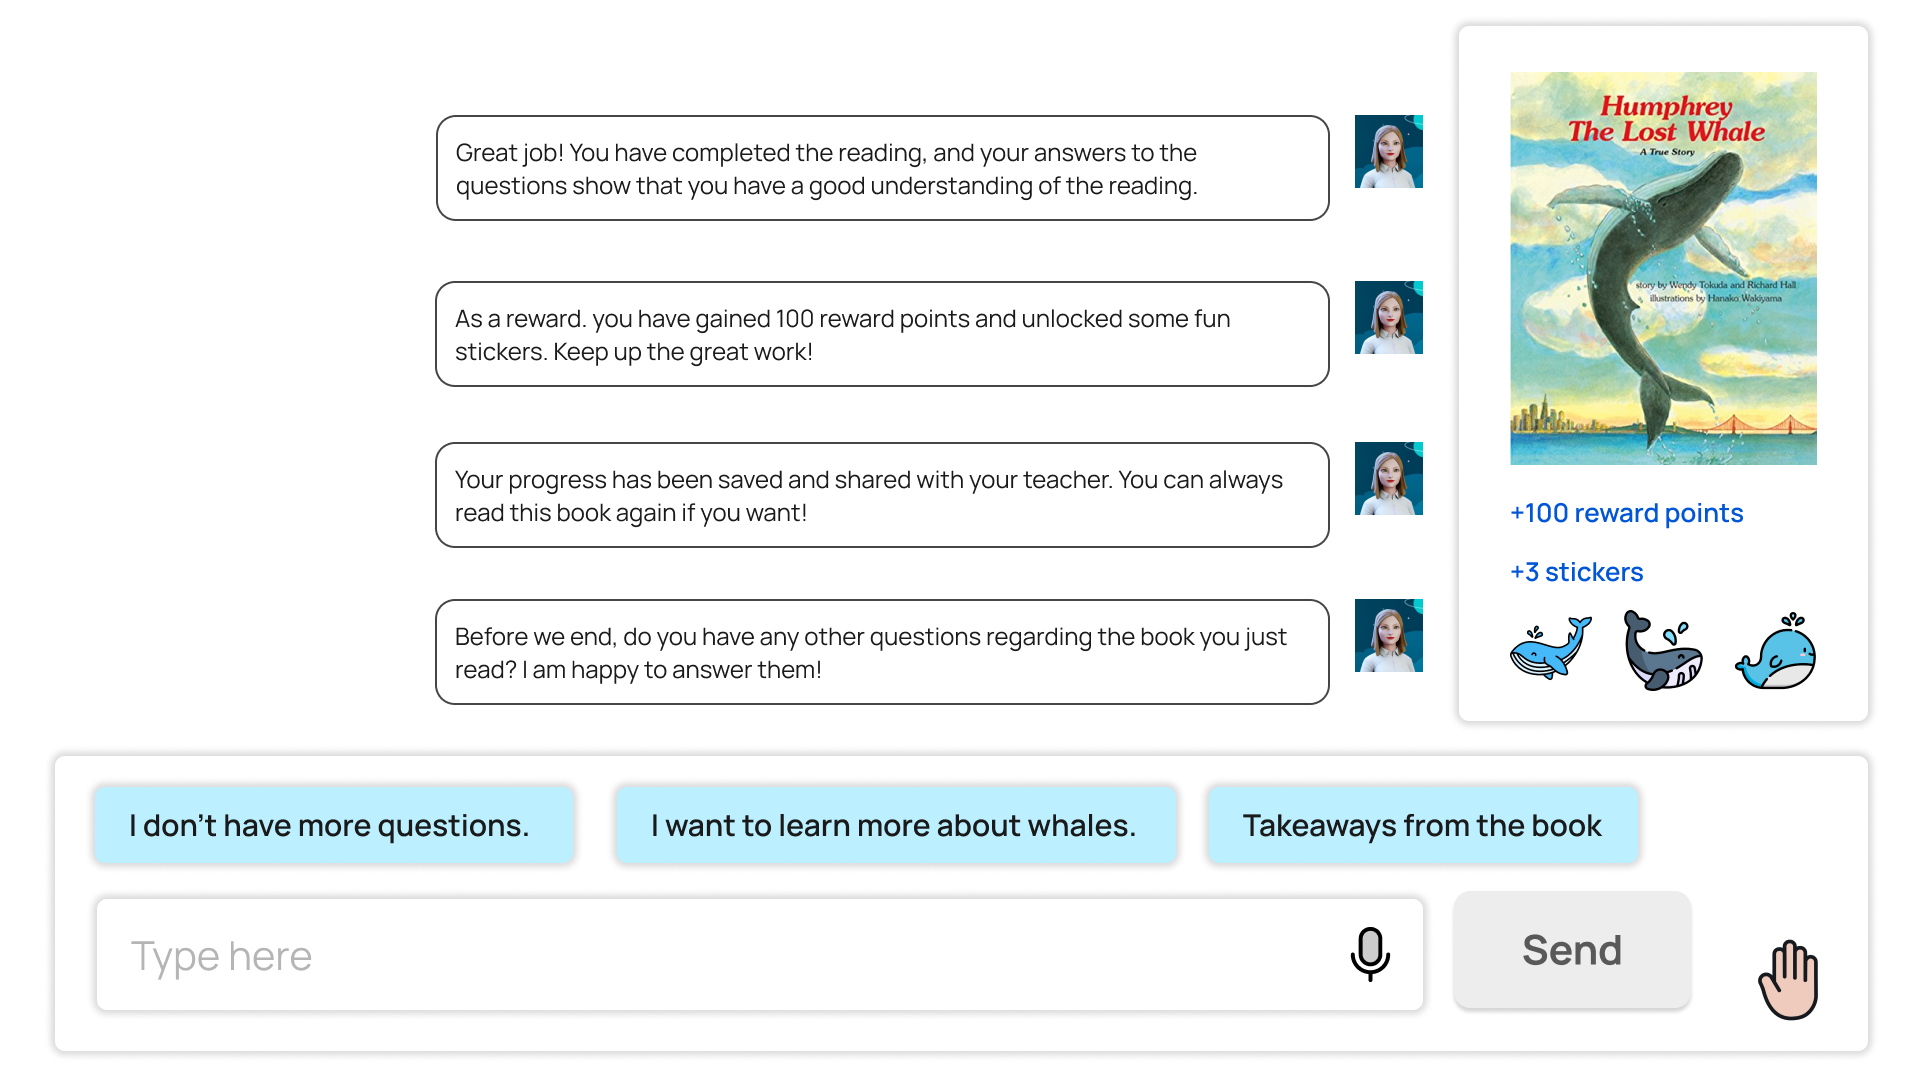 Great job! You have completed the reading, and your answers to the
questions show that you have a good understanding of the reading.
As a reward. you have gained 100 reward points and unlocked some fun
stickers. Keep up the great work!
Your progress has been saved and shared with your teacher. You can always
read this book again if you want!
Before we end, do you have any other questions regarding the book you just
read? I am happy to answer them!
Humphrey
The Lost Whale
A True Story
story by Wendy Tokuda and Richard Hall
illustrations by Hanako Wakiyama
+100 reward points
+3 stickers
I don't have more questions.
I want to learn more about whales.
Takeaways from the book
Type here
Send